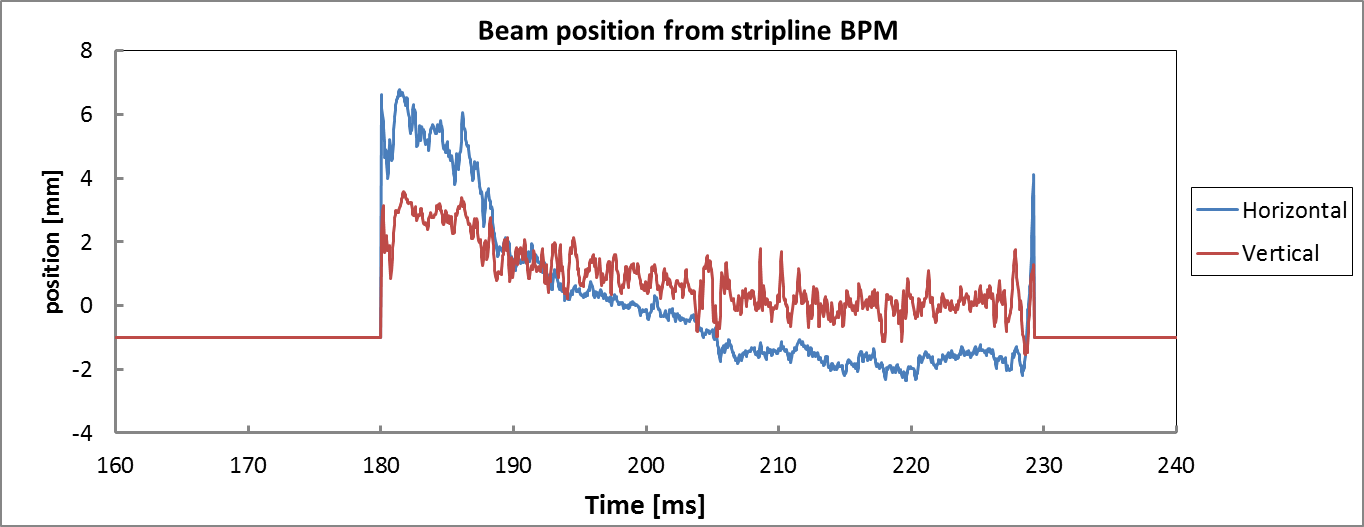 Beam position from stripline BPM
8
6
4
2
0
-2
-4
position [mm]
160 170 180 190 200 210 220 230 240
Time [ms]
Horizontal
Vertical